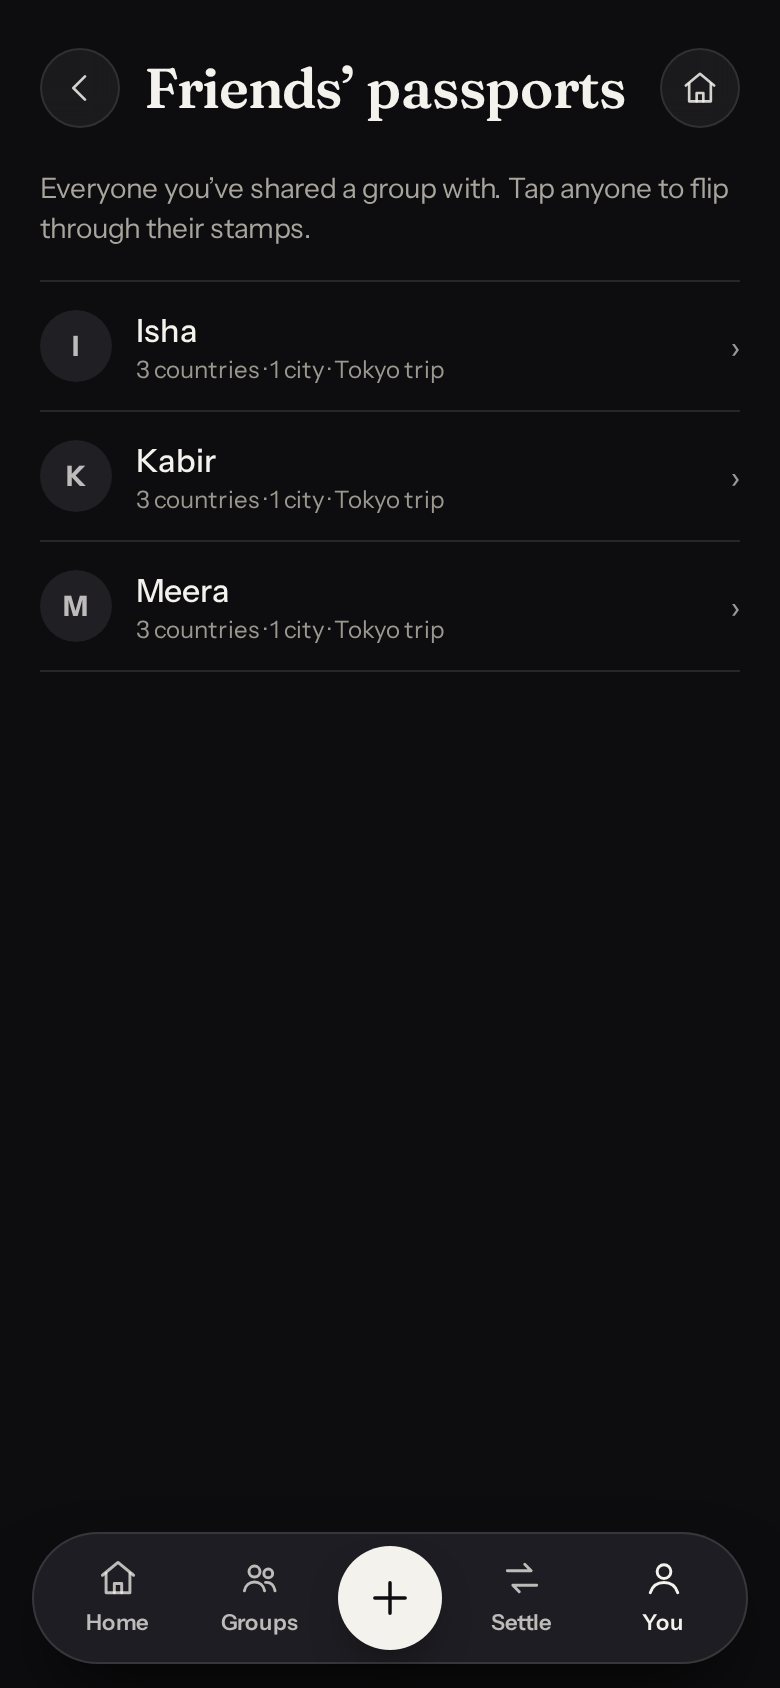 Friends’ passports
Everyone you’ve shared a group with. Tap anyone to flip
through their stamps.
I
Isha
3 countries · 1 city · Tokyo trip
›
K
Kabir
3 countries · 1 city · Tokyo trip
›
M
Meera
3 countries · 1 city · Tokyo trip
›
Home
Groups
Settle
You